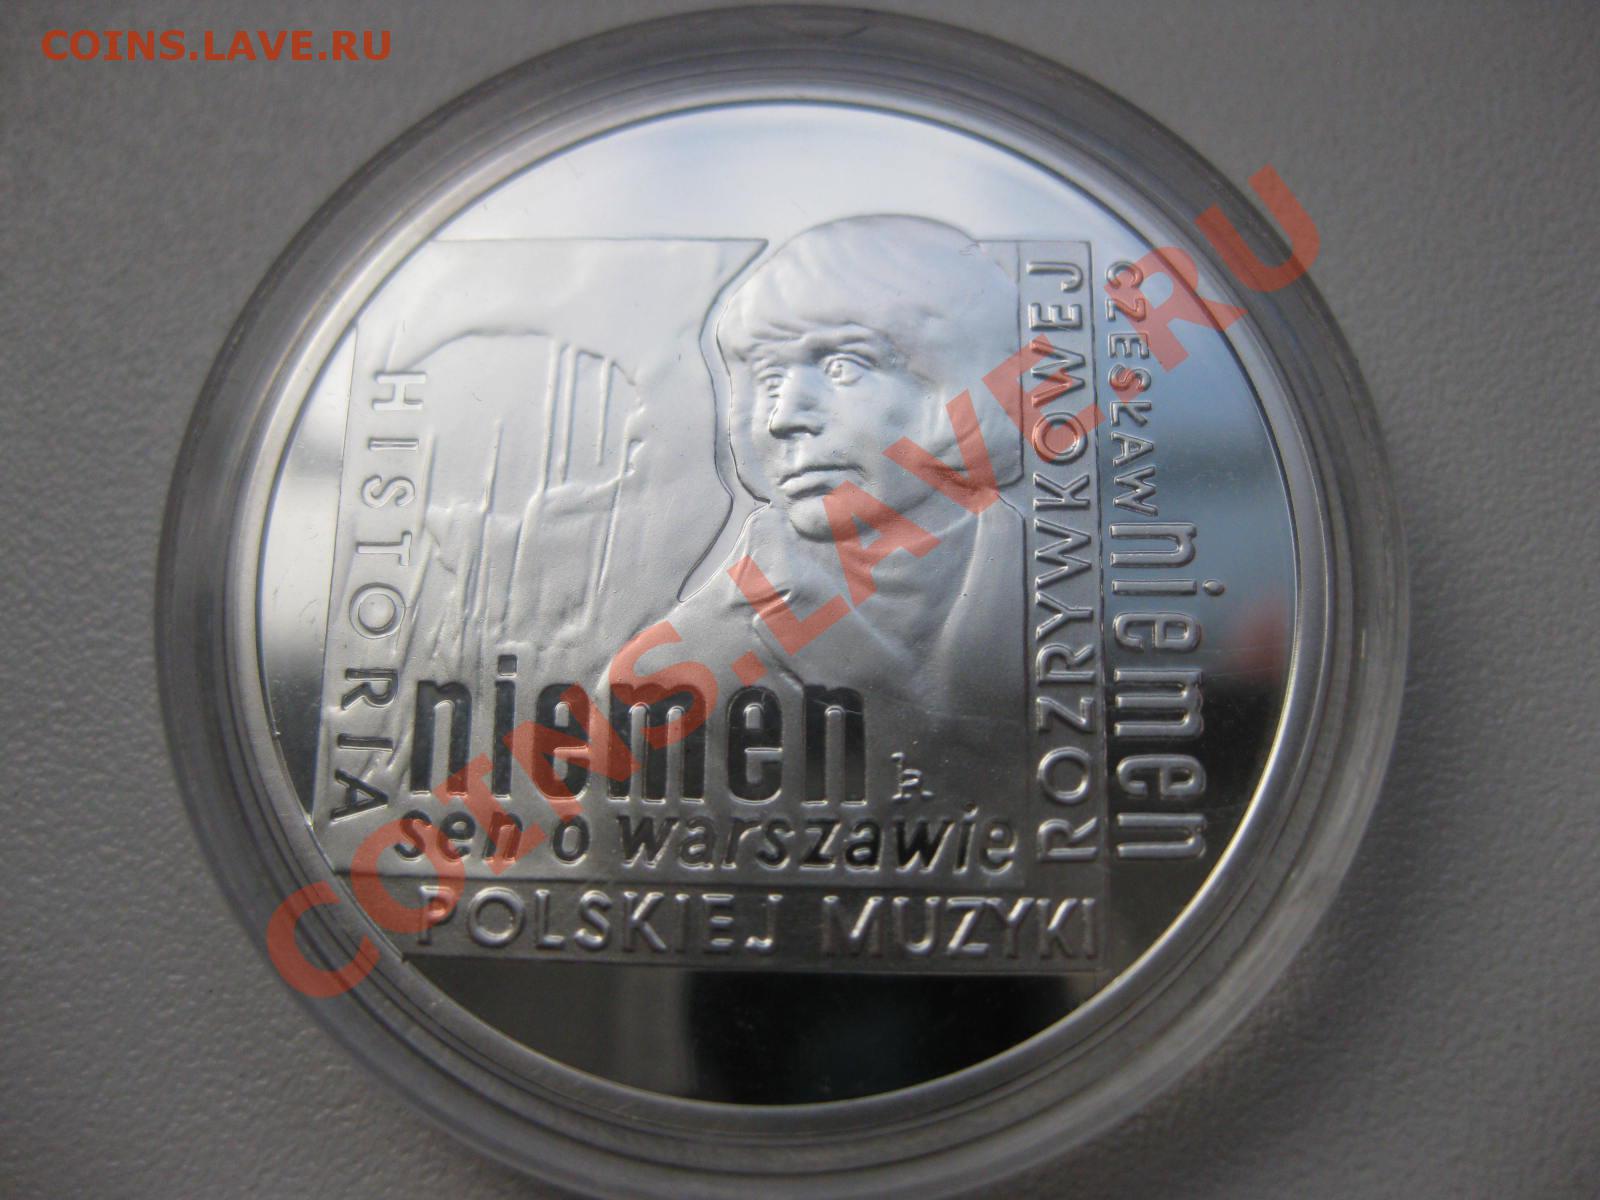 COINS.LAVE.RU
HISTORIA
niemen
sen o warszawie
POLSKIEJ MUZYKI
ROZRYWKOWEJ
CZESŁAW niemen
COINS.LAVE.RU